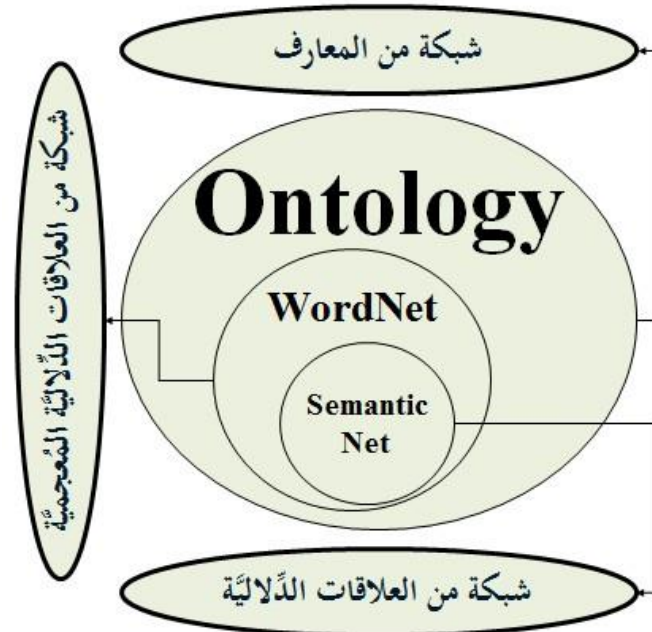 شبكة من المعارف
Ontology
WordNet
Semantic
Net
شبكة من العلاقات الدِّلاليَّة المُعجميَّة
شبكة من العلاقات الدِّلاليَّة